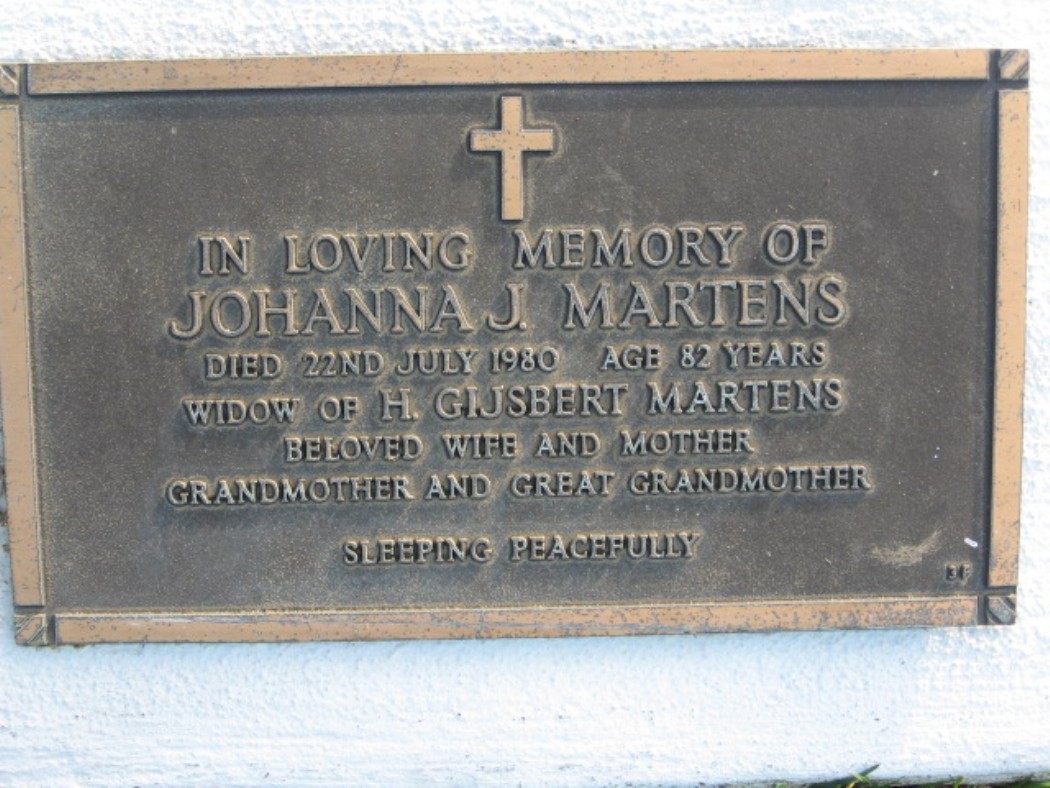 IN LOVING MEMORY OF
JOHANNA J. MARTENS
DIED 22ND JULY 1980 AGE 82 YEARS
WIDOW OF H. GIJSBERT MARTENS
BELOVED WIFE AND MOTHER
GRANDMOTHER AND GREAT GRANDMOTHER
SLEEPING PEACEFULLY